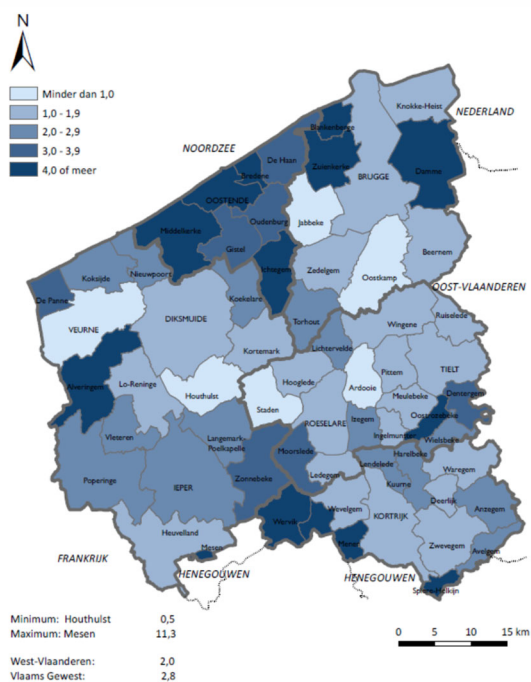 N
Minder dan 1,0
1,0 - 1,9
2,0 - 2,9
3,0 - 3,9
4,0 of meer
NOORDZEE
NEDERLAND
Knokke-Heist
Blankenberge
De Haan
Zuienkerke
Damme
Bredene
BRUGGE
OOSTENDE
Oudenburg
Jabbeke
Middelkerke
Gistel
Beernem
Ichtegem
Zedelgem
Oostkamp
Koksijde
Nieuwpoort
De Panne
OOST-VLAANDEREN
Koekelare
Torhout
Ruiselede
VEURNE
DIKSMUIDE
Wingene
Kortemark
Lichtervelde
TIELT
Pittem
Alveringem
Lo-Reninge
Hooglede
Ardooie
Houthulst
Staden
Meulebeke
Dentergem
Oostrozebeke
ROESELARE
Izegem
Ingelmunster
Wielsbeke
Langemark
Poelkapelle
Vleteren
Moorslede
Harelbeke
Lendelede
Waregem
Ledegem
Poperinge
IEPER
Zonnebeke
Kuurne
Deerlijk
Anzegem
Wevelgem
KORTRIJK
Wervik
Heuvelland
Menen
Zwevegem
Avelgem
Mesen
FRANKRIJK
HENEGOUWEN
HENEGOUWEN
Spiere-Helkijn
Minimum: Houthulst 0,5
Maximum: Mesen 11,3
0 5 10 15 km
West-Vlaanderen: 2,0
Vlaams Gewest: 2,8